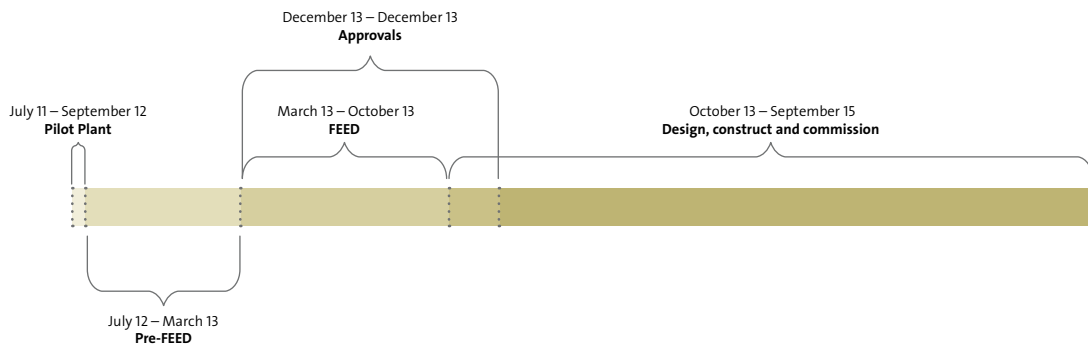 December 13 – December 13
Approvals
July 11 – September 12
Pilot Plant
March 13 – October 13
FEED
October 13 – September 15
Design, construct and commission
July 12 – March 13
Pre-FEED